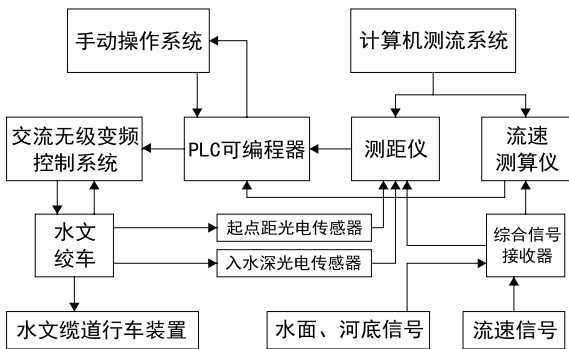 手动操作系统
计算机测流系统
交流无级变频
控制系统
PLC可编程器
测距仪
流速
测算仪
水文
绞车
起点距光电传感器
入水深光电传感器
综合信号
接收器
水文缆道行车装置
水面、河底信号
流速信号